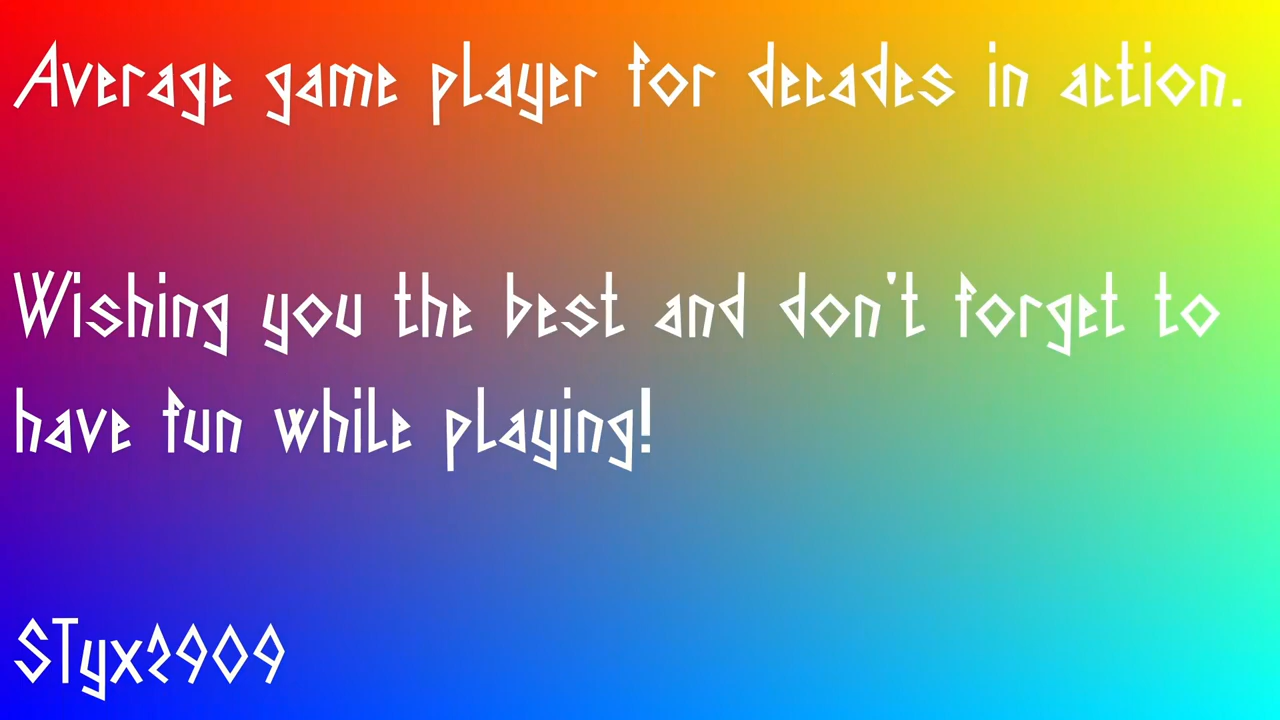 Average game player for decades in action.
Wishing you the best and don't forget to
have fun while playing!
STyx2909